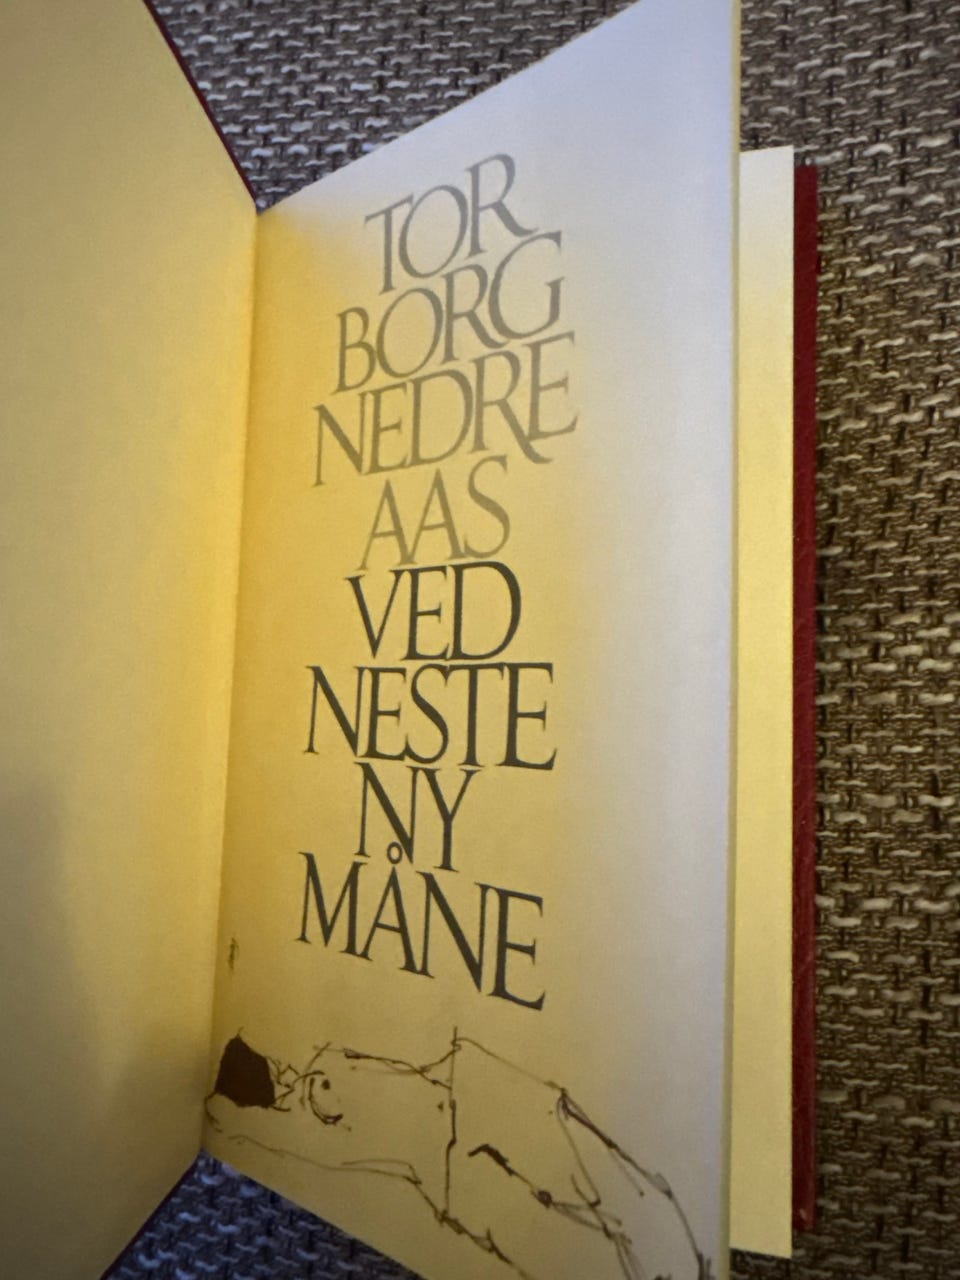 TOR
BORG
NEDRE
AAS
VED
NESTE
NY
MÅNE